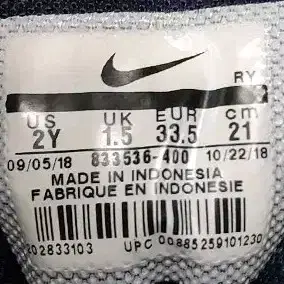 RY
US UK EUR cm
2Y 1.5 33.5 21
09/05/18 833536-400 10/22/18
MADE IN INDONESIA
FABRIQUE EN INDONESIE
202833103 UPC 00885259101230